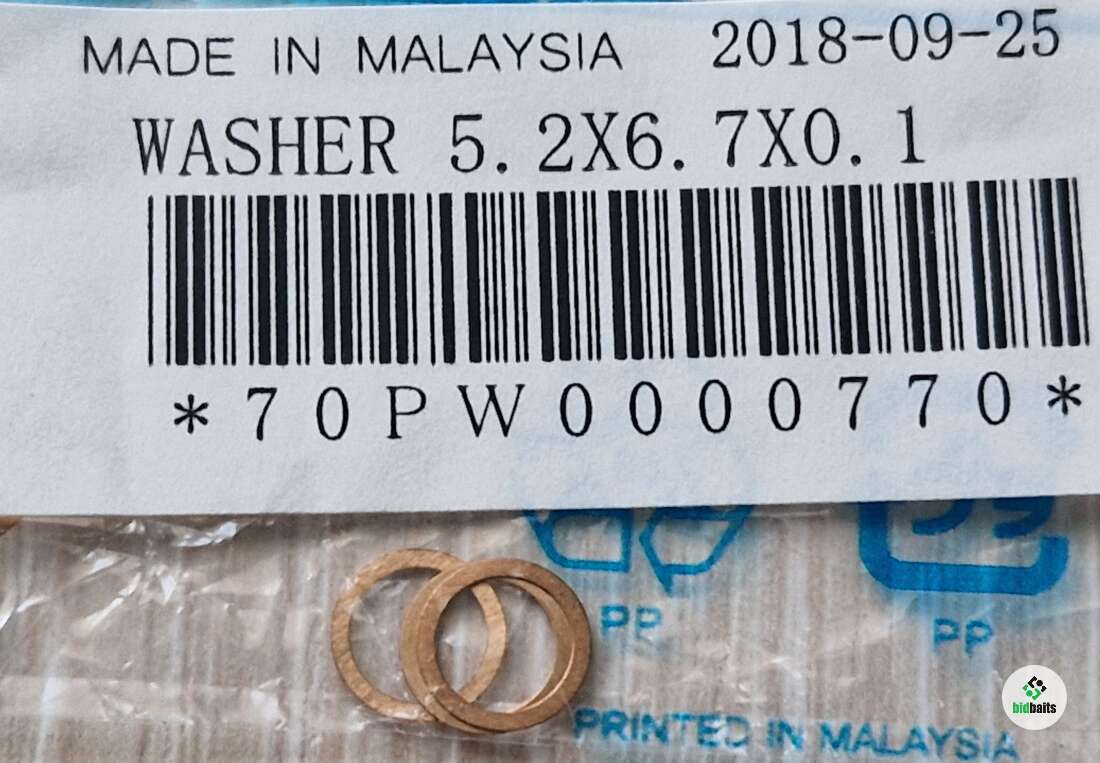 MADE IN MALAYSIA 2018-09-25
WASHER 5.2X6.7X0.1
*70PW0000770*
PP
PP
PRINTED IN MALAYSIA
bidbaits